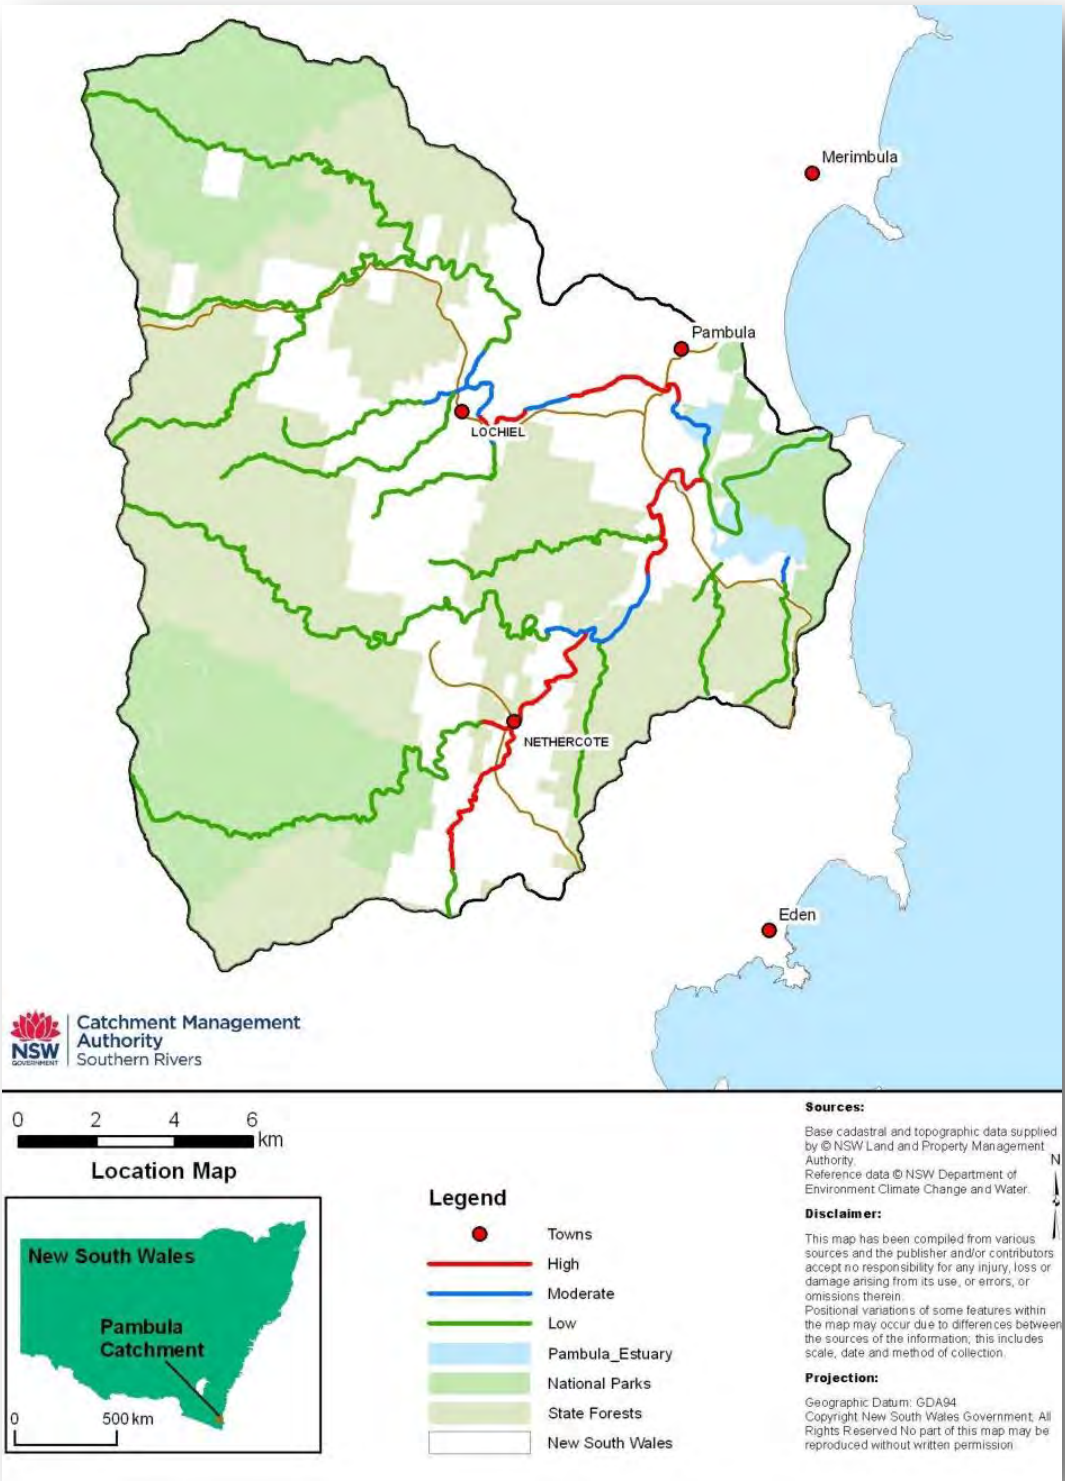 Merimbula
Pambula
LOCHIEL
NETHERCOTE
Eden
NSW
GOVERNMENT
Catchment Management
Authority
Southern Rivers
0 2 4 6
km
Location Map
New South Wales
Pambula
Catchment
0 500 km
Legend
Towns
High
Moderate
Low
Pambula_Estuary
National Parks
State Forests
New South Wales
Sources:
Base cadastral and topographic data supplied
by © NSW Land and Property Management
Authority.
Reference data © NSW Department of
Environment Climate Change and Water.
N
Disclaimer:
This map has been compiled from various
sources and the publisher and/or contributors
accept no responsibility for any injury, loss or
damage arising from its use, or errors, or
omissions therein.
Positional variations of some features within
the map may occur due to differences between
the sources of the information; this includes
scale, date and method of collection.
Projection:
Geographic Datum: GDA94
Copyright New South Wales Government. All
Rights Reserved No part of this map may be
reproduced without written permission